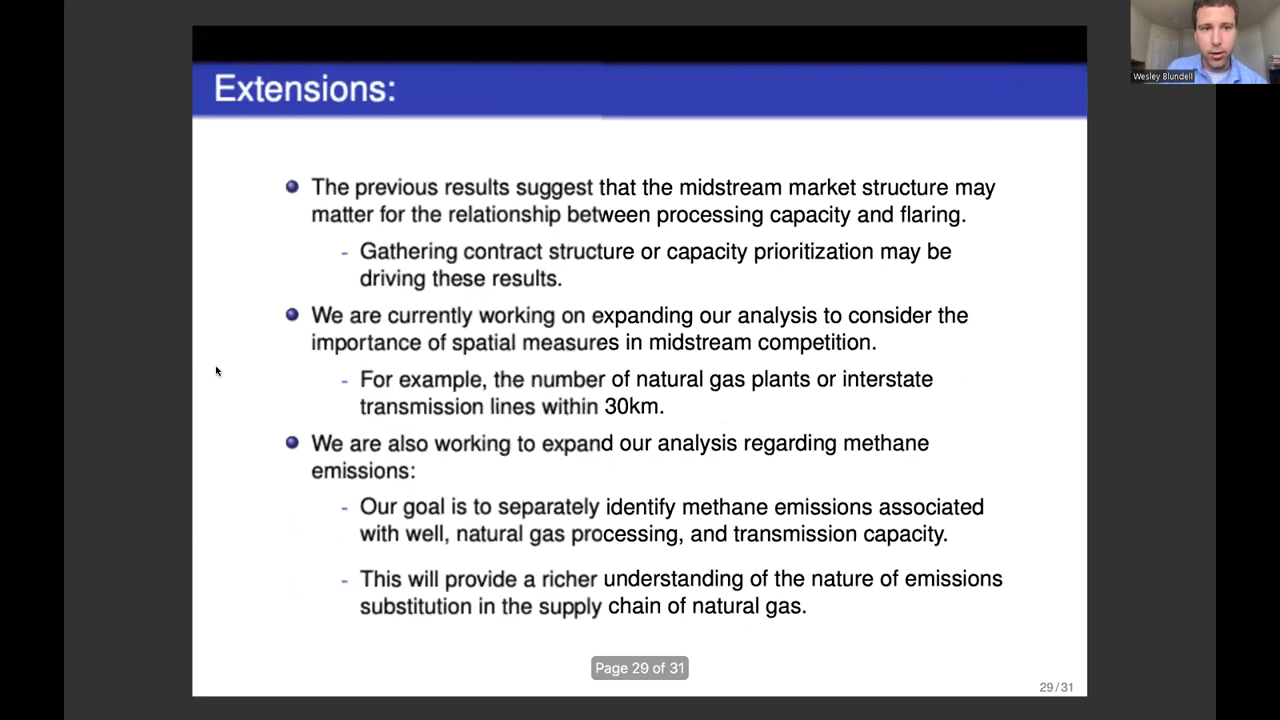 Extensions:
Wesley Blundell
The previous results suggest that the midstream market structure may
matter for the relationship between processing capacity and flaring.
- Gathering contract structure or capacity prioritization may be
driving these results.
We are currently working on expanding our analysis to consider the
importance of spatial measures in midstream competition.
- For example, the number of natural gas plants or interstate
transmission lines within 30km.
We are also working to expand our analysis regarding methane
emissions:
- Our goal is to separately identify methane emissions associated
with well, natural gas processing, and transmission capacity.
- This will provide a richer understanding of the nature of emissions
substitution in the supply chain of natural gas.
Page 29 of 31
29/31